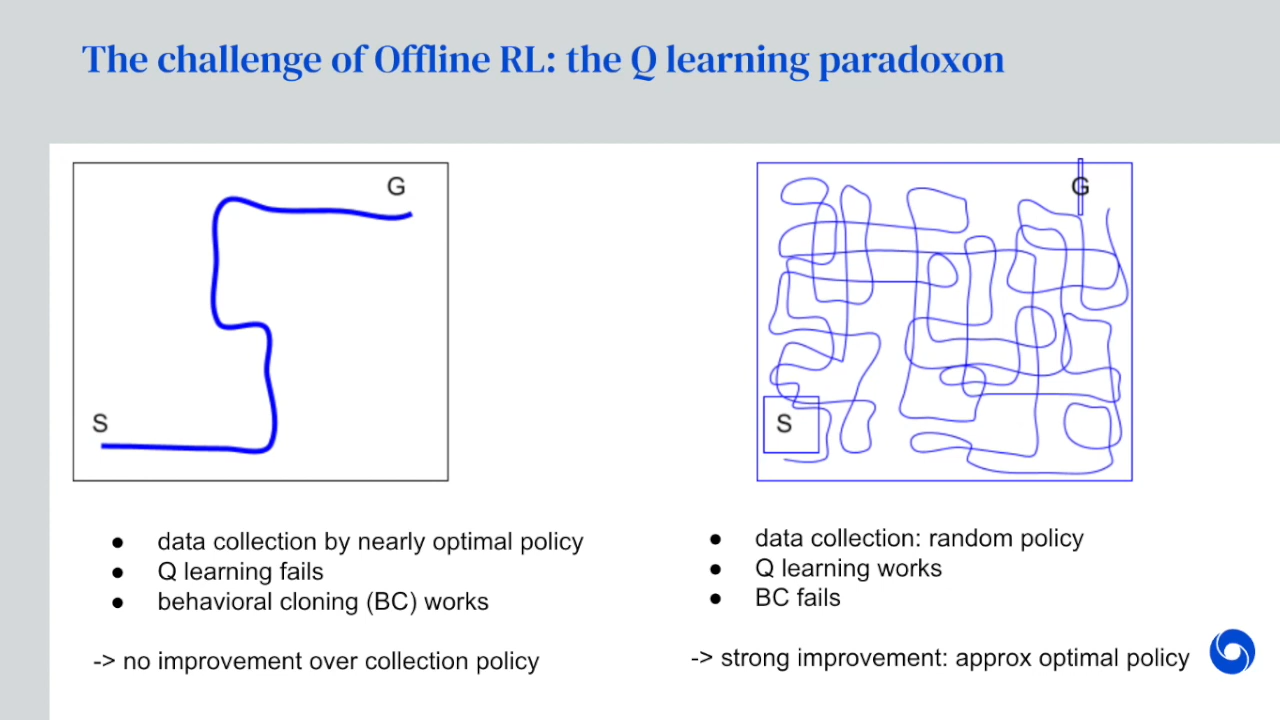 The challenge of Offline RL: the Q learning paradoxon
G
S
● data collection by nearly optimal policy
● Q learning fails
● behavioral cloning (BC) works
-> no improvement over collection policy
G
S
● data collection: random policy
● Q learning works
● BC fails
-> strong improvement: approx optimal policy